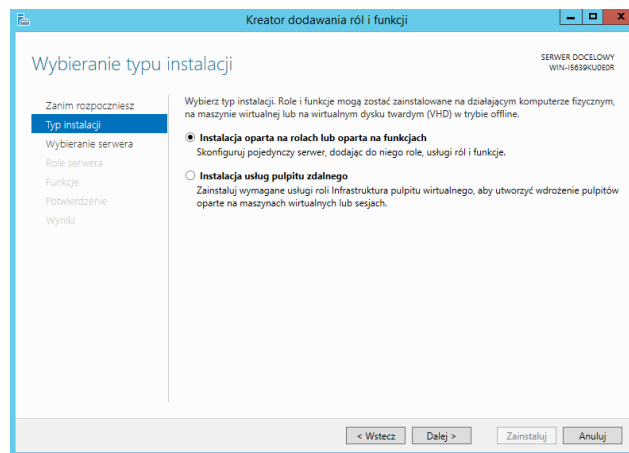 Kreator dodawania ról i funkcji
Wybieranie typu instalacji
SERWER DOCELOWY
WIN-IS639KU0E0R
Zanim rozpoczniesz
Typ instalacji
Wybieranie serwera
Role serwera
Funkcje
Potwierdzenie
Wyniki
Wybierz typ instalacji. Role i funkcje mogą zostać zainstalowane na działającym komputerze fizycznym,
na maszynie wirtualnej lub na wirtualnym dysku twardym (VHD) w trybie offline.
Instalacja oparta na rolach lub oparta na funkcjach
Skonfiguruj pojedynczy serwer, dodając do niego role, usługi ról i funkcje.
Instalacja usług pulpitu zdalnego
Zainstaluj wymagane usługi roli Infrastruktura pulpitu wirtualnego, aby utworzyć wdrożenie pulpitów
oparte na maszynach wirtualnych lub sesjach.
< Wstecz
Dalej >
Zainstaluj
Anuluj